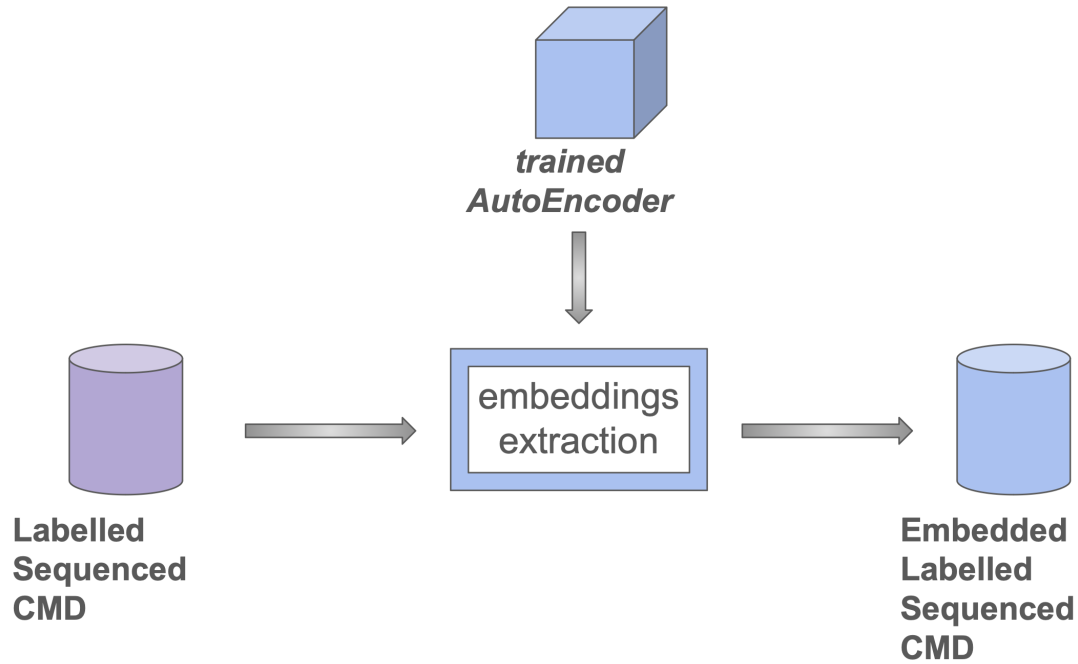 trained
AutoEncoder
embeddings
extraction
Labelled
Sequenced
CMD
Embedded
Labelled
Sequenced
CMD